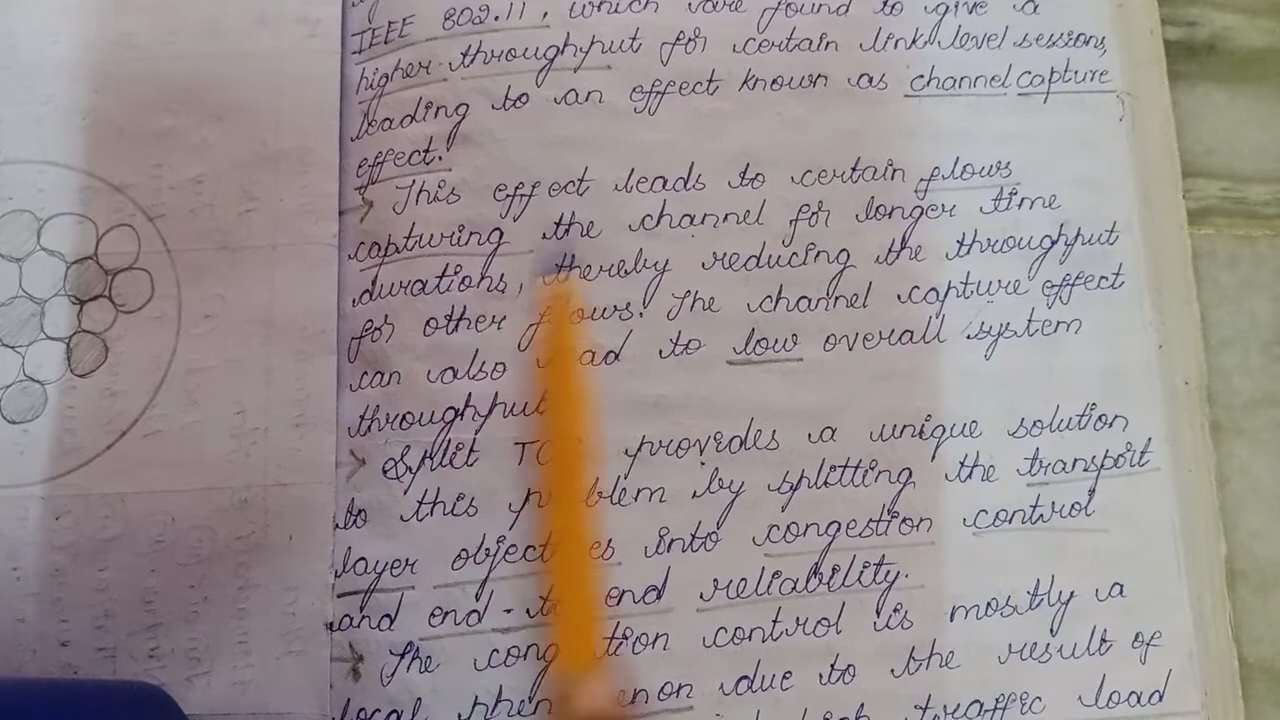 IEEE 802.11, which are found to give a
higher throughput for certain link level sessions,
leading to an effect known as channel capture
effect.
→ This effect leads to certain flows
capturing the channel for longer time
durations, thereby reducing the throughput
for other flows. The channel capture effect
can also lead to low overall system
throughput
→ Split TC provides a unique solution
to this problem by splitting the transport
layer objectives into congestion control
and end-to end reliability.
→ The congestion control is mostly a
local phenomenon due to the result of
traffic load